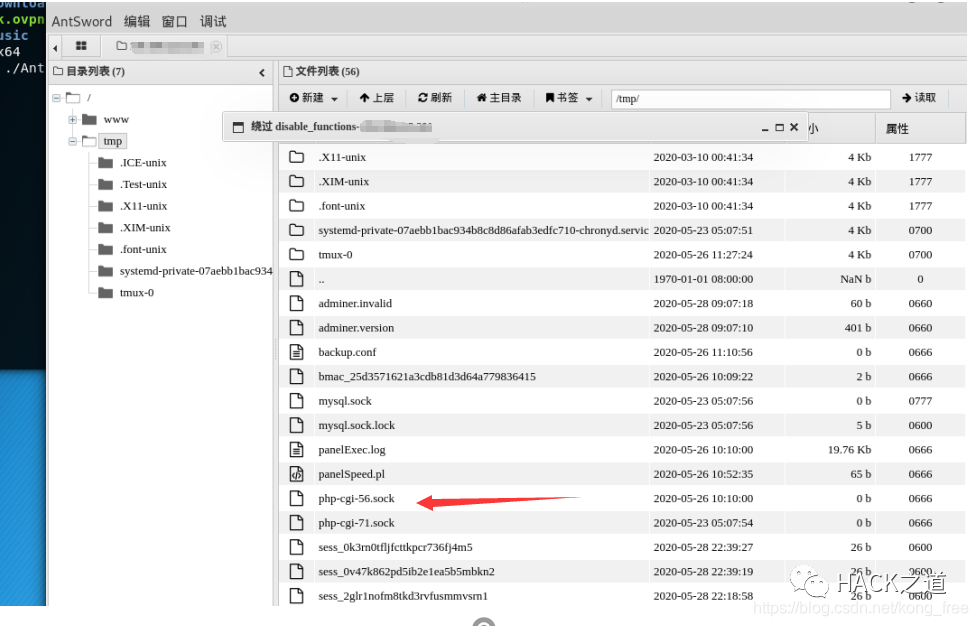 ownloa
k.ovpn
usic
x64
./Ant
AntSword 编辑 窗口 调试
目录列表 (7)
/
www
tmp
.ICE-unix
.Test-unix
.X11-unix
.XIM-unix
.font-unix
systemd-private-07aebb1bac934
tmux-0
文件列表 (56)
新建 上层 刷新 主目录 书签 /tmp/ 读取
绕过 disable_functions-
小 属性
.X11-unix 2020-03-10 00:41:34 4 Kb 1777
.XIM-unix 2020-03-10 00:41:34 4 Kb 1777
.font-unix 2020-03-10 00:41:34 4 Kb 1777
systemd-private-07aebb1bac934b8c8d86afab3edfc710-chronyd.servic 2020-05-23 05:07:51 4 Kb 0700
tmux-0 2020-05-26 11:27:24 4 Kb 0700
.. 1970-01-01 08:00:00 NaN b 0
adminer.invalid 2020-05-28 09:07:18 60 b 0660
adminer.version 2020-05-28 09:07:10 401 b 0660
backup.conf 2020-05-26 11:10:56 0 b 0666
bmac_25d3571621a3cdb81d3d64a779836415 2020-05-26 10:09:22 2 b 0666
mysql.sock 2020-05-23 05:07:56 0 b 0777
mysql.sock.lock 2020-05-23 05:07:56 5 b 0600
panelExec.log 2020-05-26 10:10:00 19.76 Kb 0666
panelSpeed.pl 2020-05-26 10:52:35 65 b 0666
php-cgi-56.sock 2020-05-26 10:10:00 0 b 0666
php-cgi-71.sock 2020-05-23 05:07:54 0 b 0666
sess_0k3rn0tfljfcttkpcr736fj4m5 2020-05-28 22:39:27 26 b 0600
sess_0v47k862pd5ib2e1ea5b5mbkn2 2020-05-28 22:39:19 26 b 0600
sess_2glr1nofm8tkd3rvfusmmvsrn1 2020-05-28 22:18:58 26 b 0600
HACK之道
https://blog.csdn.net/kong_free